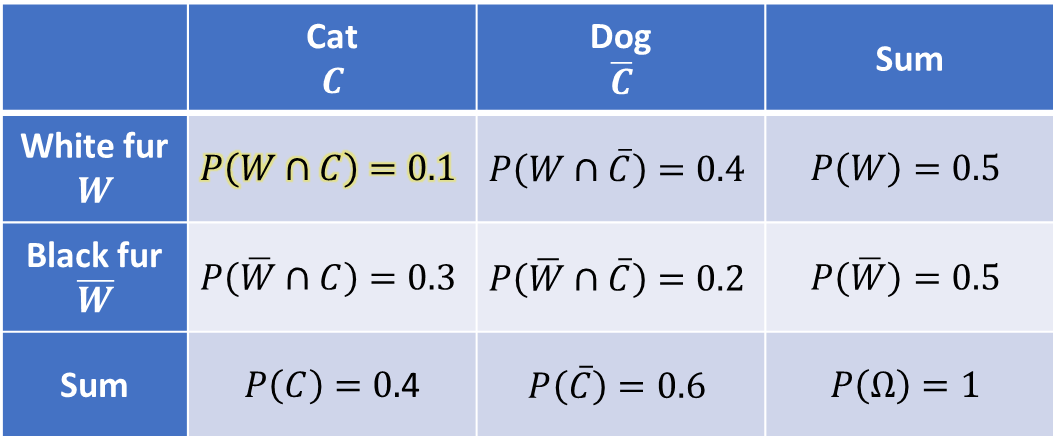 Cat
C
Dog
C̅
Sum
White fur
W
P(W ∩ C) = 0.1
P(W ∩ C̅) = 0.4
P(W) = 0.5
Black fur
W̅
P(W̅ ∩ C) = 0.3
P(W̅ ∩ C̅) = 0.2
P(W̅) = 0.5
Sum
P(C) = 0.4
P(C̅) = 0.6
P(Ω) = 1